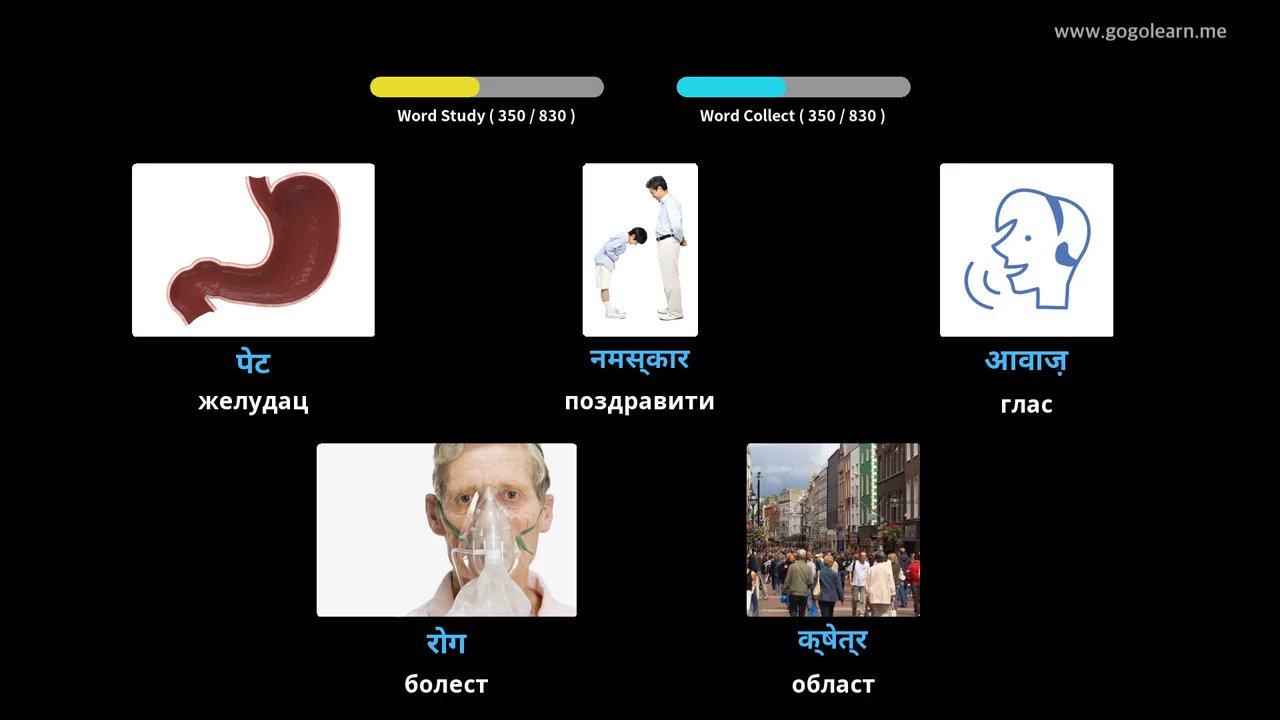 www.gogolearn.me
Word Study ( 350 / 830 )
Word Collect ( 350 / 830 )
पेट
नमस्कार
आवाज़
желудац
поздравити
глас
रोग
क्षेत्र
болест
област